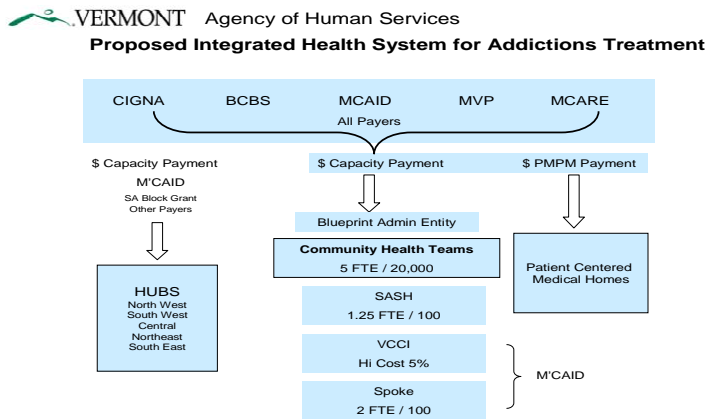 VERMONT Agency of Human Services
Proposed Integrated Health System for Addictions Treatment
CIGNA BCBS MCAID MVP MCARE
All Payers
$ Capacity Payment
M'CAID
SA Block Grant
Other Payers
HUBS
North West
South West
Central
Northeast
South East
$ Capacity Payment
Blueprint Admin Entity
Community Health Teams
5 FTE / 20,000
SASH
1.25 FTE / 100
VCCI
Hi Cost 5%
Spoke
2 FTE / 100
M'CAID
$ PMPM Payment
Patient Centered
Medical Homes